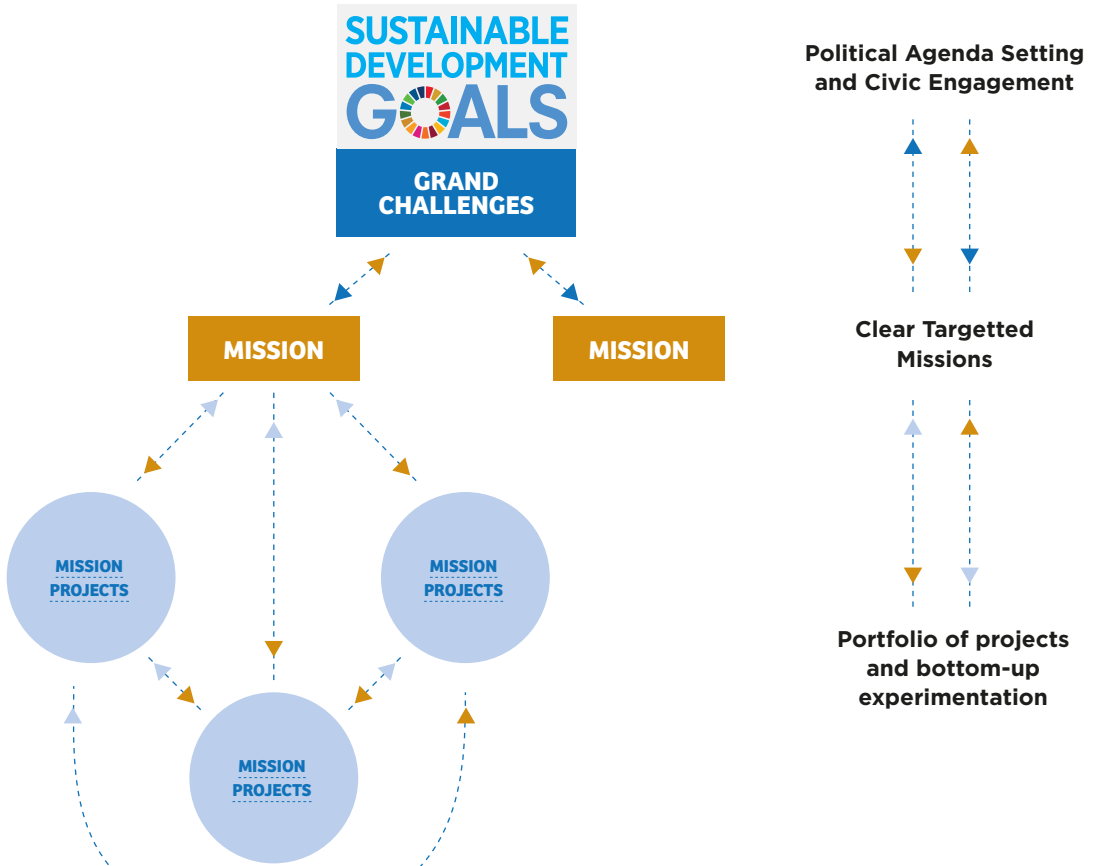 SUSTAINABLE
DEVELOPMENT
GOALS
GRAND
CHALLENGES
Political Agenda Setting
and Civic Engagement
MISSION
MISSION
Clear Targetted
Missions
MISSION
PROJECTS
MISSION
PROJECTS
MISSION
PROJECTS
Portfolio of projects
and bottom-up
experimentation